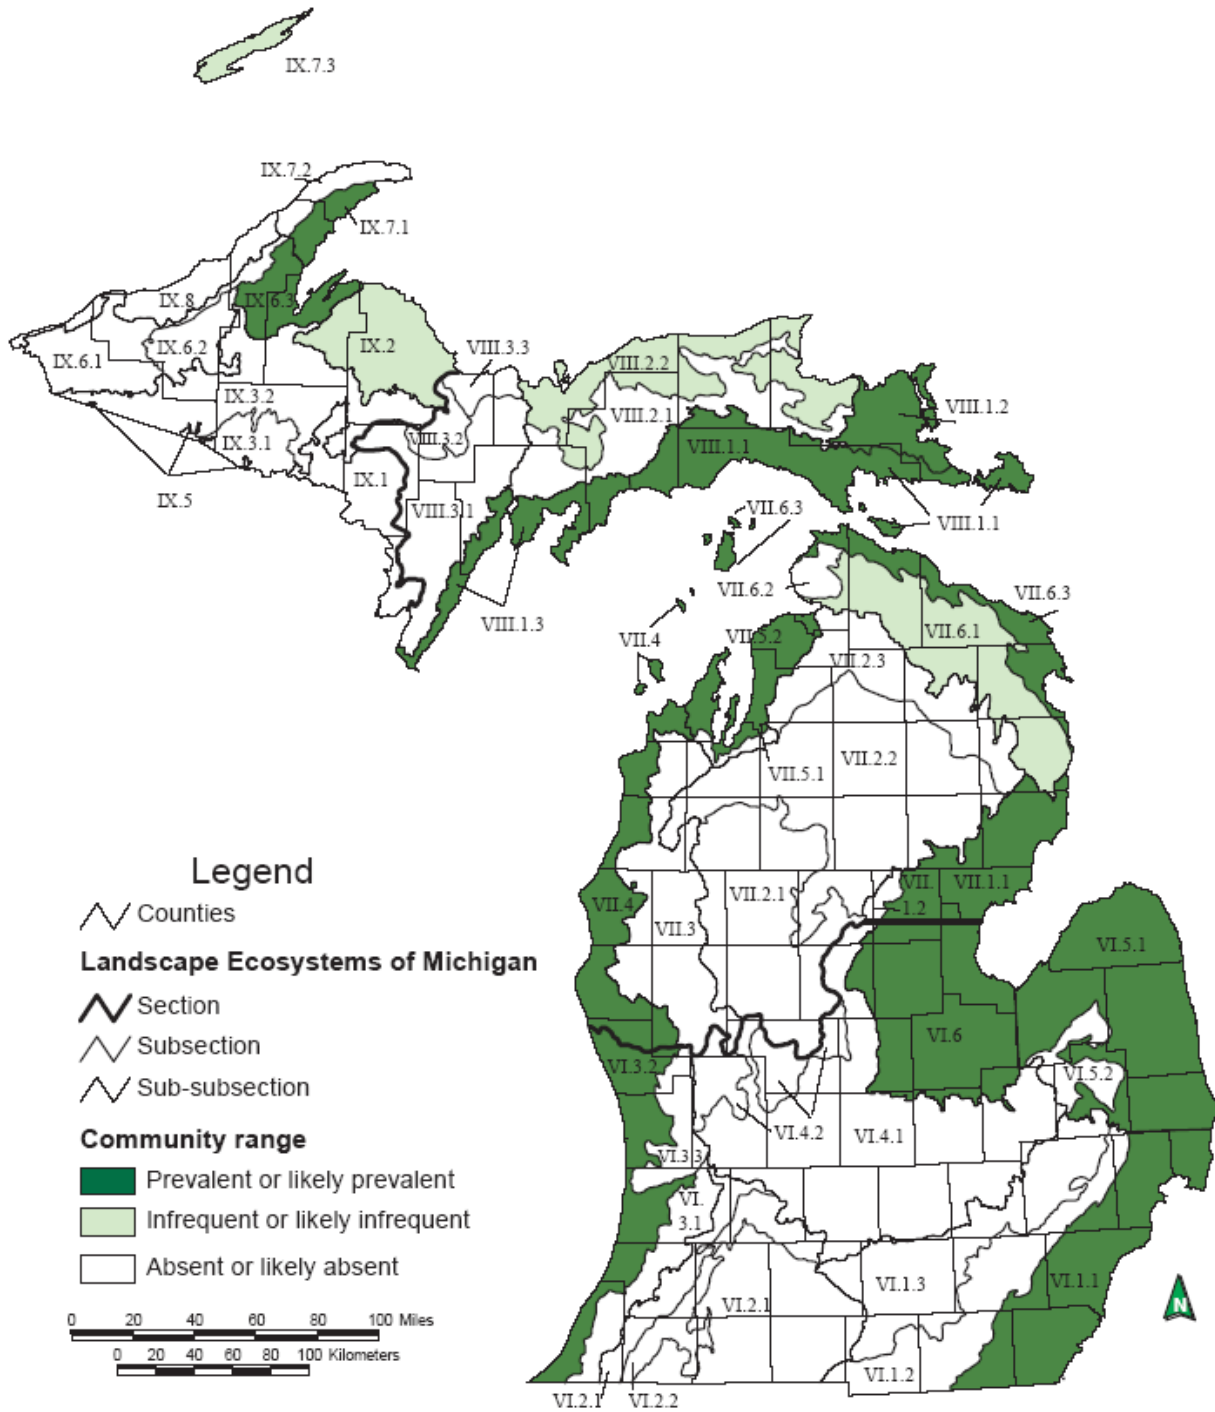 IX.7.3
IX.7.2
IX.7.1
IX.8
IX.6.3
IX.6.1
IX.6.2
IX.2
VIII.3.3
VIII.2.2
IX.3.2
VIII.2.1
VIII.1.2
IX.3.1
VIII.3.2
VIII.1.1
IX.1
IX.5
VIII.3.1
VII.6.3
VIII.1.1
VII.6.2
VII.6.3
VIII.1.3
VII.6.1
VII.4
VII.5.2
VII.2.3
VII.5.1
VII.2.2
VII.4
VII.3
VII.2.1
VII.
1.2
VII.1.1
VI.5.1
VI.6
VI.3.2
VI.5.2
VI.4.2
VI.4.1
VI.3.3
VI.
3.1
VI.1.3
VI.1.1
VI.2.1
VI.1.2
VI.2.1
VI.2.2
N
Legend
Counties
Landscape Ecosystems of Michigan
Section
Subsection
Sub-subsection
Community range
Prevalent or likely prevalent
Infrequent or likely infrequent
Absent or likely absent
0 20 40 60 80 100 Miles
0 20 40 60 80 100 Kilometers